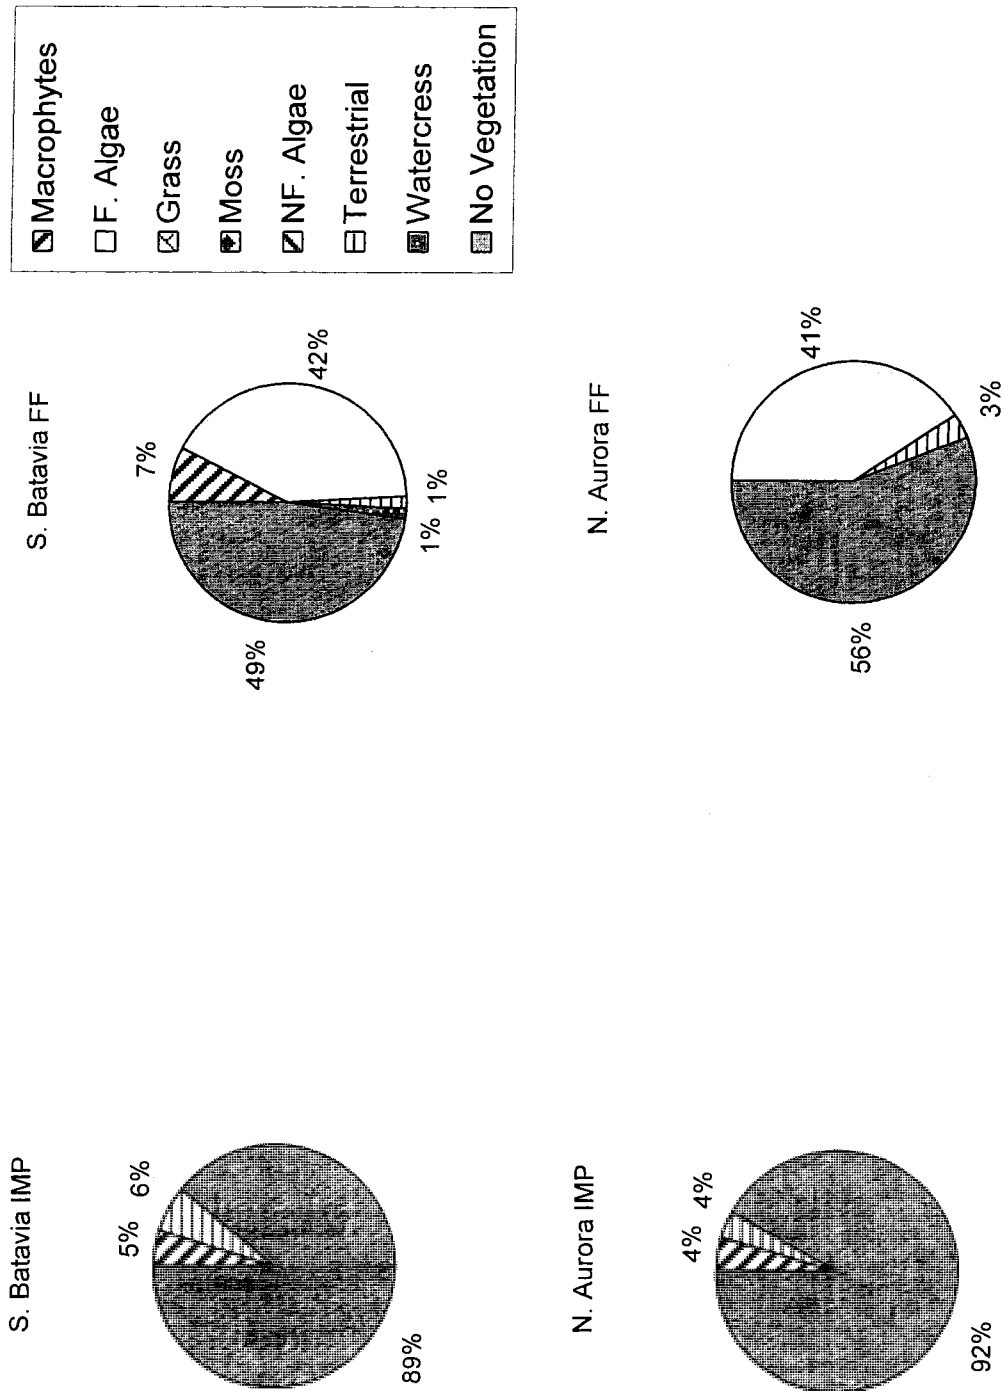 S. Batavia IMP
5%
6%
89%
S. Batavia FF
7%
42%
1%
1%
49%
Macrophytes
F. Algae
Grass
Moss
NF. Algae
Terrestrial
Watercress
No Vegetation
N. Aurora IMP
4%
4%
92%
N. Aurora FF
41%
3%
56%